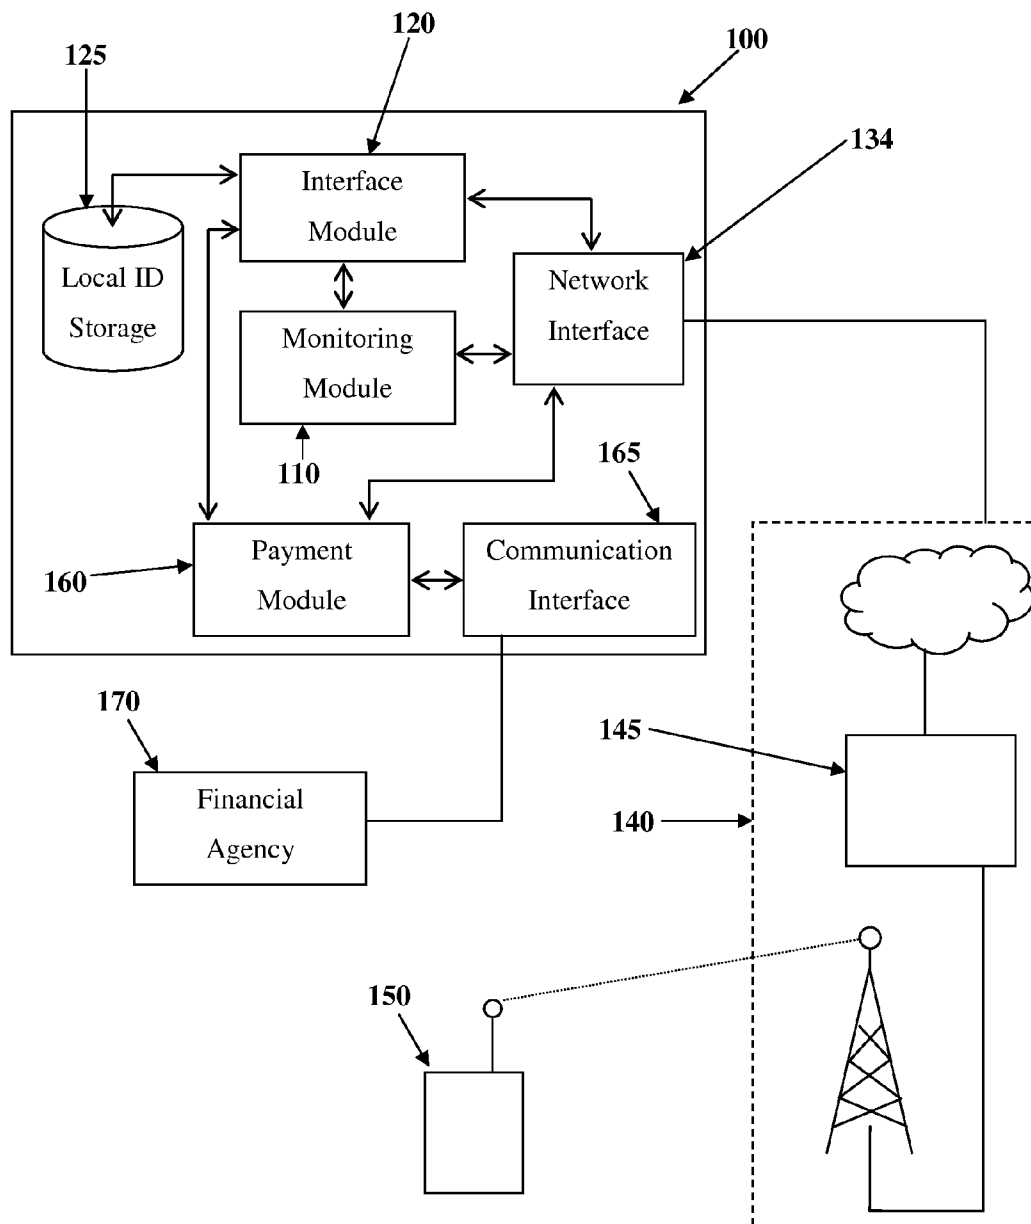 120
125
100
134
Interface
Module
Local ID
Storage
Network
Interface
Monitoring
Module
110
165
Payment
Module
Communication
Interface
160
170
145
Financial
Agency
140
150